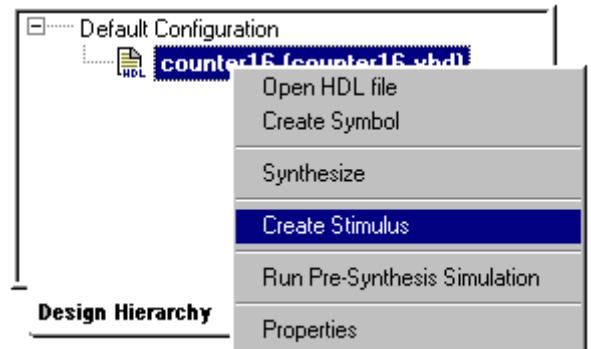 Default Configuration
HDL counter16 (counter16.vhd)
Open HDL file
Create Symbol
Synthesize
Create Stimulus
Run Pre-Synthesis Simulation
Design Hierarchy
Properties